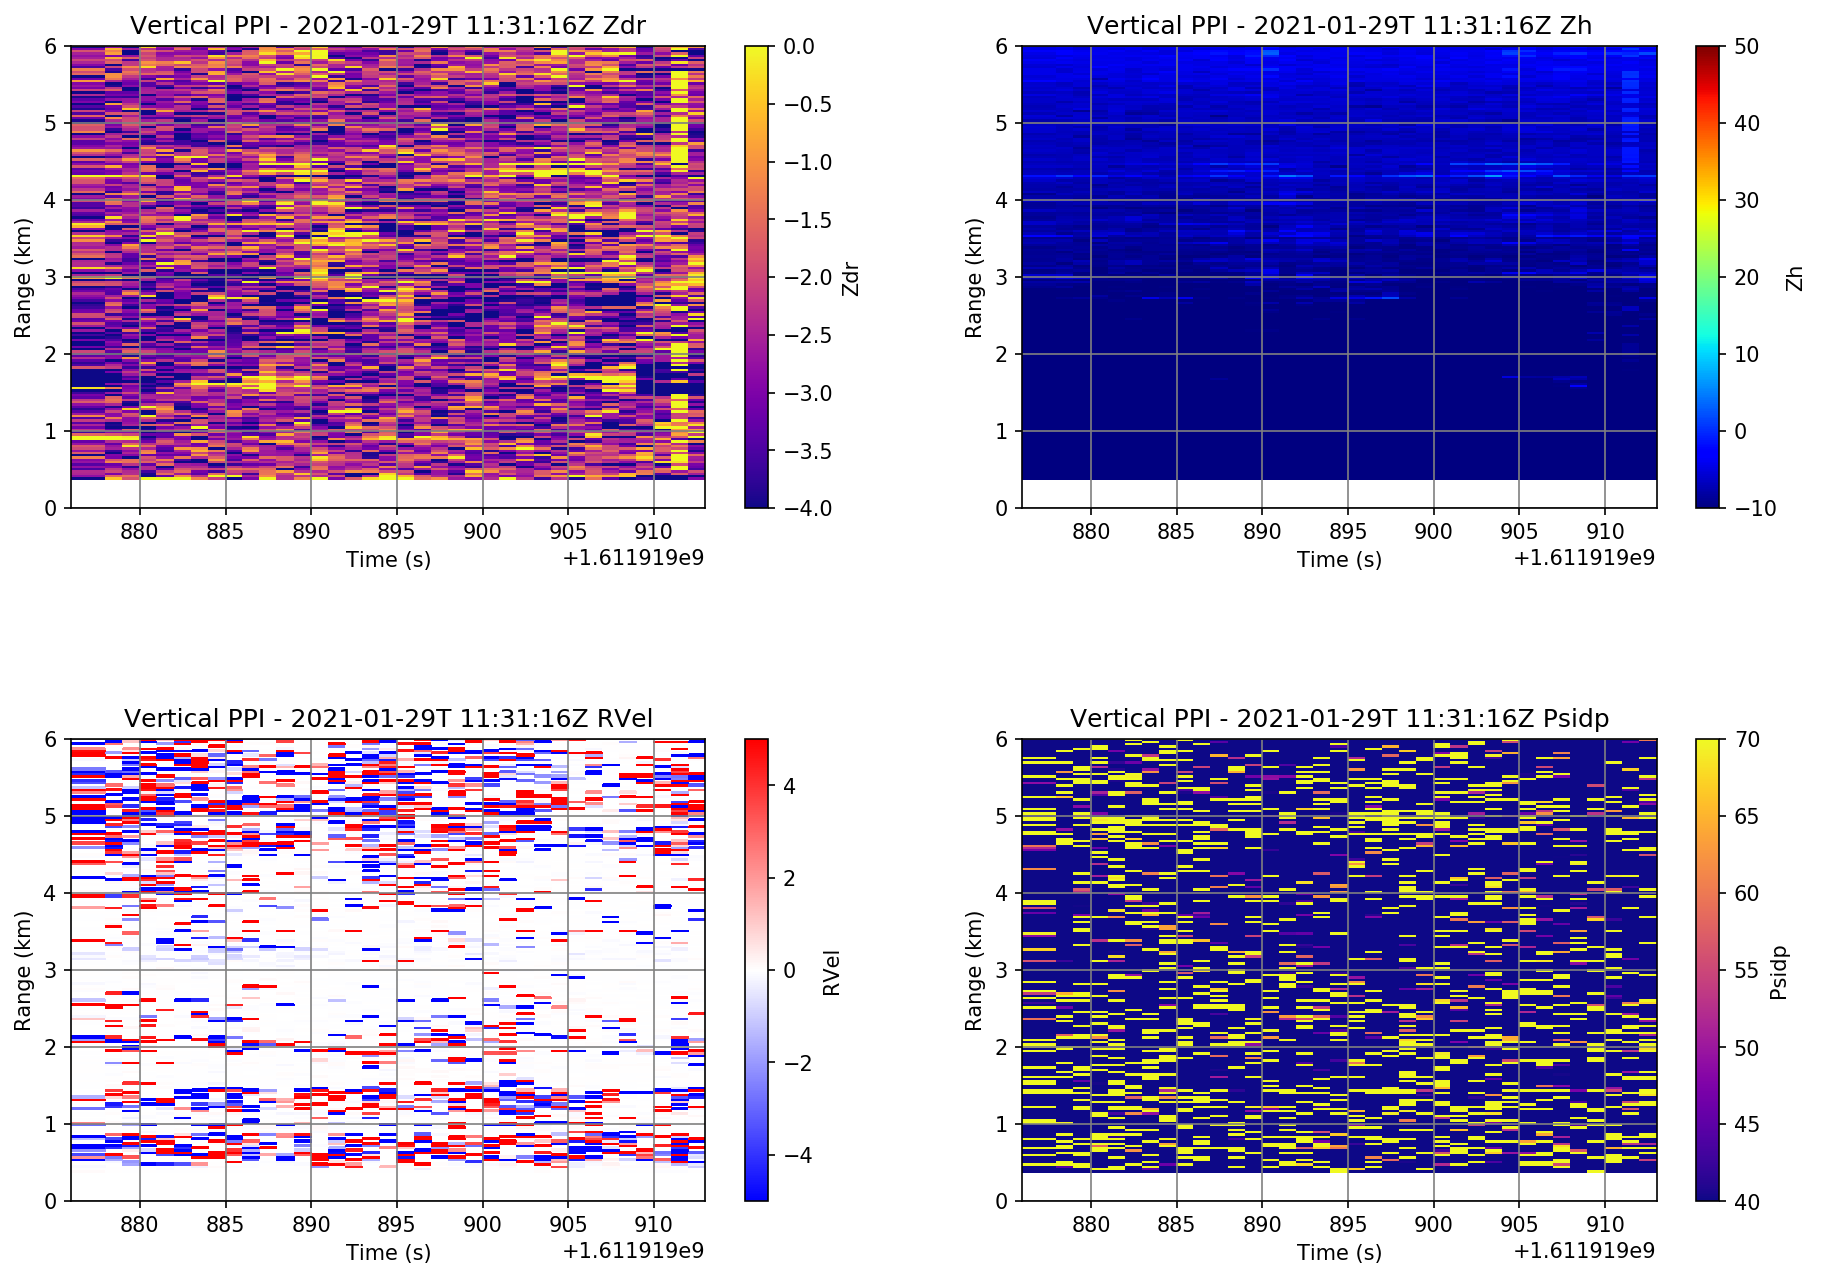 Vertical PPI - 2021-01-29T 11:31:16Z Zdr
6
5
4
3
2
1
0
Range (km)
880 885 890 895 900 905 910
Time (s)
+1.611919e9
0.0
−0.5
−1.0
−1.5
−2.0
−2.5
−3.0
−3.5
−4.0
Zdr
Vertical PPI - 2021-01-29T 11:31:16Z Zh
6
5
4
3
2
1
0
Range (km)
880 885 890 895 900 905 910
Time (s)
+1.611919e9
50
40
30
20
10
0
−10
Zh
Vertical PPI - 2021-01-29T 11:31:16Z RVel
6
5
4
3
2
1
0
Range (km)
880 885 890 895 900 905 910
Time (s)
+1.611919e9
4
2
0
−2
−4
RVel
Vertical PPI - 2021-01-29T 11:31:16Z Psidp
6
5
4
3
2
1
0
Range (km)
880 885 890 895 900 905 910
Time (s)
+1.611919e9
70
65
60
55
50
45
40
Psidp